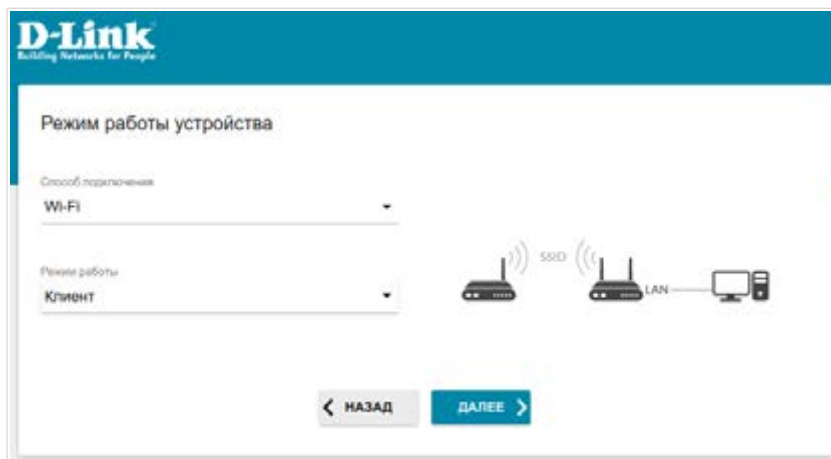 D-Link
Building Networks for People
Режим работы устройства
Способ подключения
Wi-Fi
Режим работы
Клиент
SSID
LAN
НАЗАД
ДАЛЕЕ